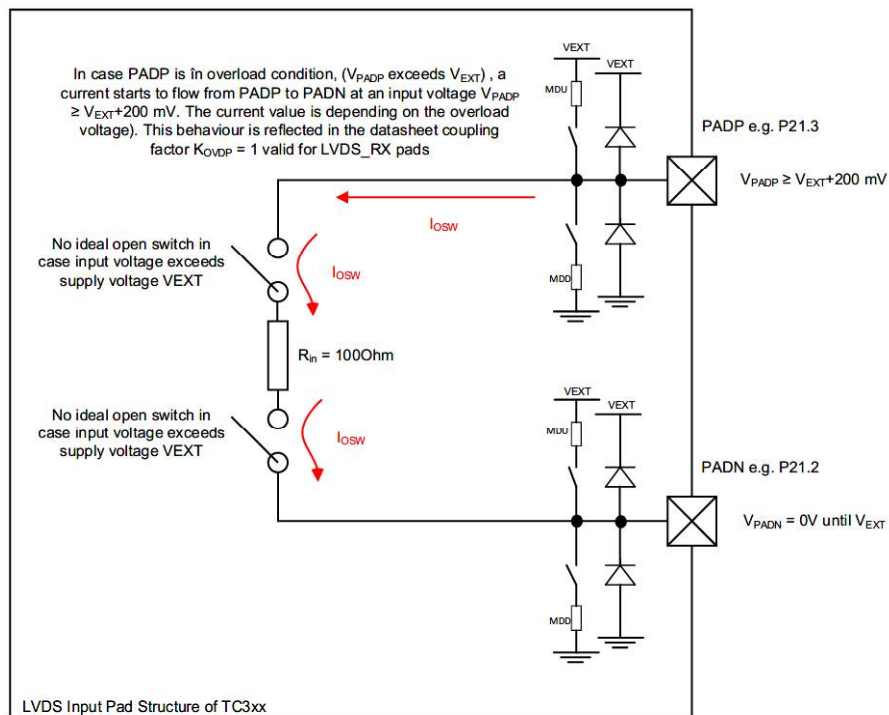 In case PADP is în overload condition, (VPADP exceeds VEXT) , a
current starts to flow from PADP to PADN at an input voltage VPADP
≥ VEXT+200 mV. The current value is depending on the overload
voltage). This behaviour is reflected in the datasheet coupling
factor KOVDP = 1 valid for LVDS_RX pads
VEXT
VEXT
MDU
PADP e.g. P21.3
VPADP ≥ VEXT+200 mV
IOSW
No ideal open switch in
case input voltage exceeds
supply voltage VEXT
IOSW
MDD
Rin = 100Ohm
No ideal open switch in
case input voltage exceeds
supply voltage VEXT
IOSW
VEXT
VEXT
MDU
PADN e.g. P21.2
VPADN = 0V until VEXT
MDD
LVDS Input Pad Structure of TC3xx